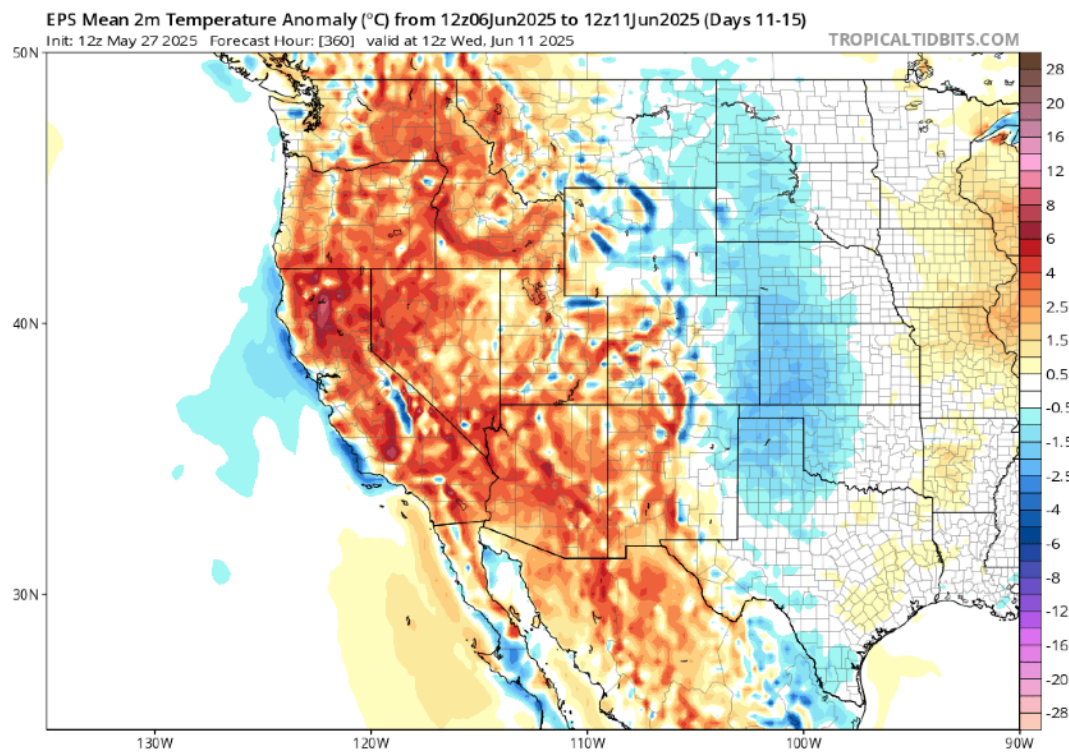 EPS Mean 2m Temperature Anomaly (°C) from 12z06Jun2025 to 12z11Jun2025 (Days 11-15)
Init: 12z May 27 2025 Forecast Hour: [360] valid at 12z Wed, Jun 11 2025
TROPICALTIDBITS.COM
50N
40N
30N
130W
120W
110W
100W
90W
28
20
16
12
10
8
6
4
2.5
1.5
0.5
-0.5
-1.5
-2.5
-4
-6
-8
-12
-16
-20
-28